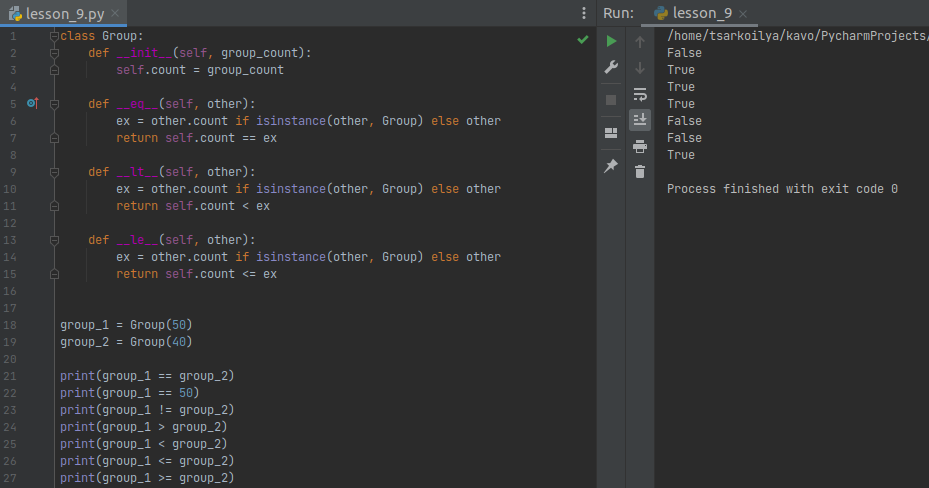 lesson_9.py
1 class Group:
2     def __init__(self, group_count):
3         self.count = group_count
4
5     def __eq__(self, other):
6         ex = other.count if isinstance(other, Group) else other
7         return self.count == ex
8
9     def __lt__(self, other):
10         ex = other.count if isinstance(other, Group) else other
11         return self.count < ex
12
13     def __le__(self, other):
14         ex = other.count if isinstance(other, Group) else other
15         return self.count <= ex
16
17
18 group_1 = Group(50)
19 group_2 = Group(40)
20
21 print(group_1 == group_2)
22 print(group_1 == 50)
23 print(group_1 != group_2)
24 print(group_1 > group_2)
25 print(group_1 < group_2)
26 print(group_1 <= group_2)
27 print(group_1 >= group_2)
Run: lesson_9
/home/tsarkoilya/kavo/PycharmProjects/
False
True
True
True
False
False
True
Process finished with exit code 0